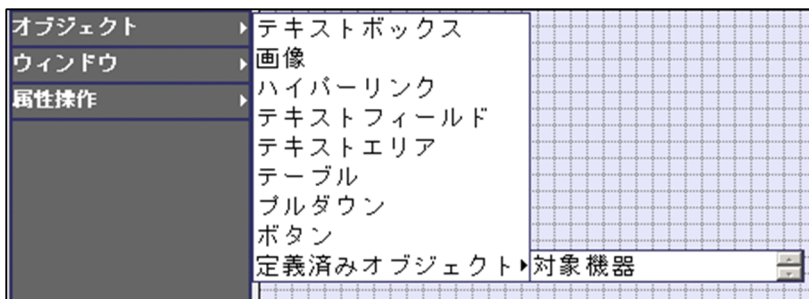 オブジェクト
ウィンドウ
属性操作
テキストボックス
画像
ハイパーリンク
テキストフィールド
テキストエリア
テーブル
プルダウン
ボタン
定義済みオブジェクト
対象機器